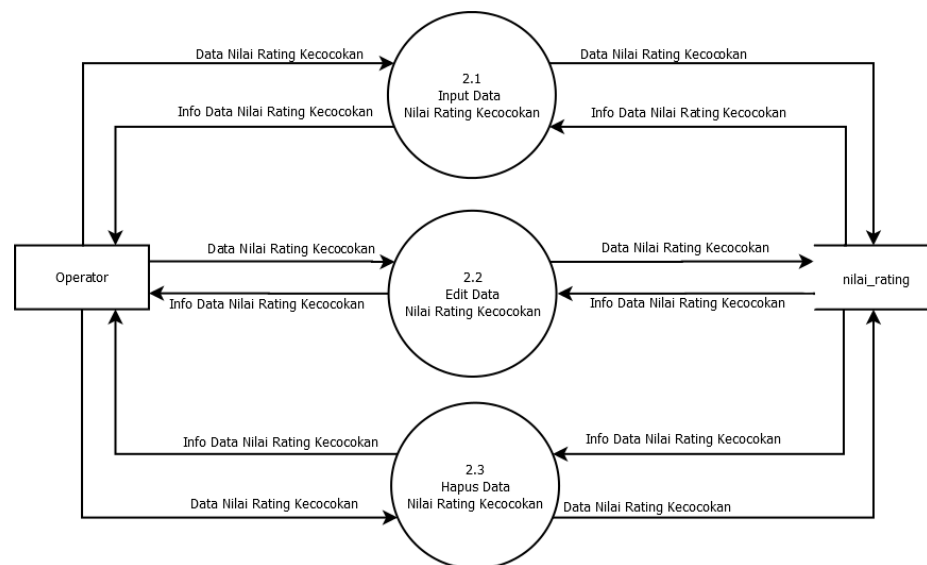 Data Nilai Rating Kecocokan
Data Nilai Rating Kecocokan
2.1
Input Data
Nilai Rating Kecocokan
Info Data Nilai Rating Kecocokan
Info Data Nilai Rating Kecocokan
Data Nilai Rating Kecocokan
Data Nilai Rating Kecocokan
Operator
2.2
Edit Data
Nilai Rating Kecocokan
nilai_rating
Info Data Nilai Rating Kecocokan
Info Data Nilai Rating Kecocokan
Info Data Nilai Rating Kecocokan
Info Data Nilai Rating Kecocokan
2.3
Hapus Data
Nilai Rating Kecocokan
Data Nilai Rating Kecocokan
Data Nilai Rating Kecocokan